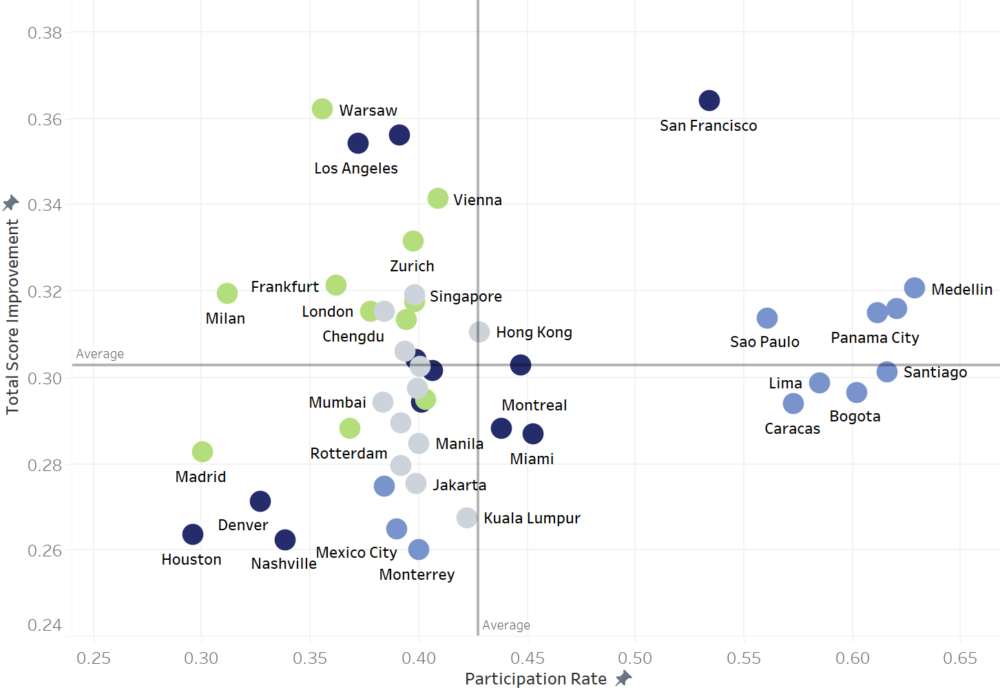 0.38
0.36
0.34
0.32
0.30
0.28
0.26
0.24
Total Score Improvement
Warsaw
San Francisco
Los Angeles
Vienna
Zurich
Frankfurt
Medellin
Singapore
London
Milan
Hong Kong
Chengdu
Panama City
Sao Paulo
Average
Santiago
Lima
Mumbai
Montreal
Bogota
Caracas
Manila
Rotterdam
Miami
Madrid
Jakarta
Kuala Lumpur
Denver
Mexico City
Houston
Nashville
Monterrey
Average
0.25
0.30
0.35
0.40
0.45
0.50
0.55
0.60
0.65
Participation Rate